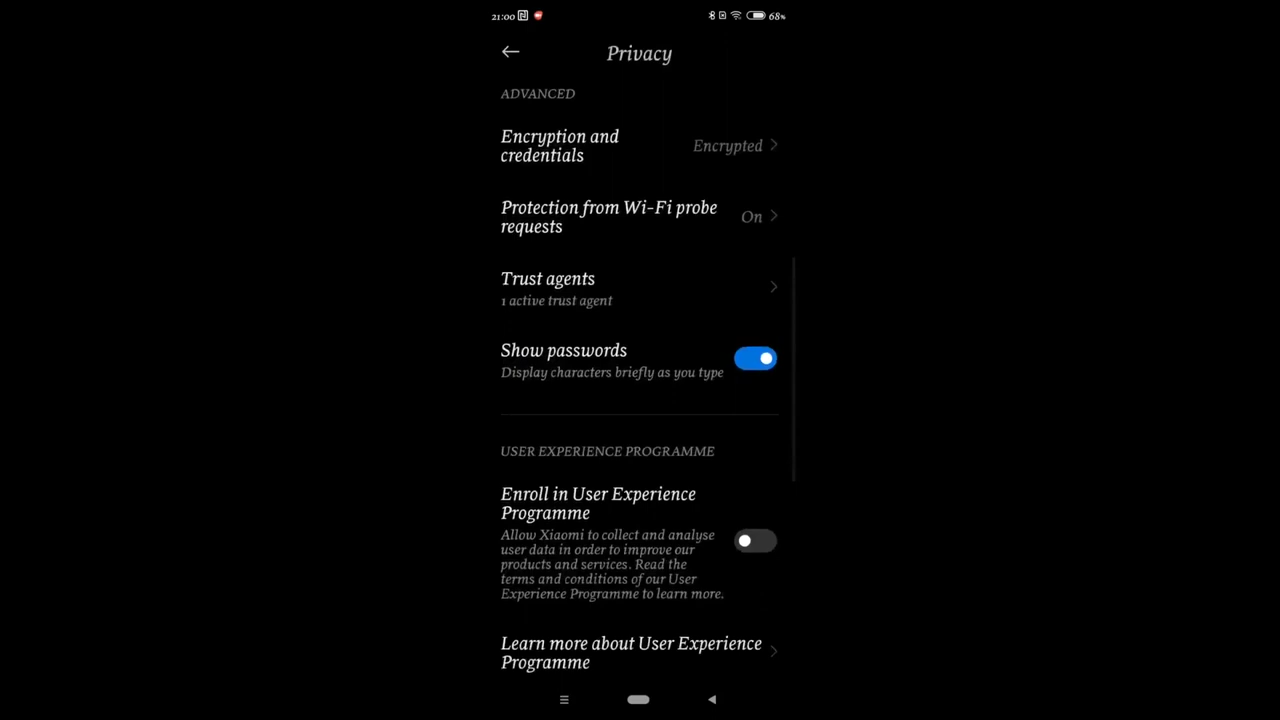 21:00 68%
Privacy
ADVANCED
Encryption and
credentials
Encrypted
Protection from Wi-Fi probe
requests
On
Trust agents
1 active trust agent
Show passwords
Display characters briefly as you type
USER EXPERIENCE PROGRAMME
Enroll in User Experience
Programme
Allow Xiaomi to collect and analyse
user data in order to improve our
products and services. Read the
terms and conditions of our User
Experience Programme to learn more.
Learn more about User Experience
Programme